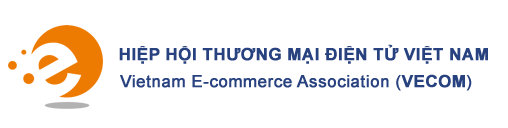 e
HIỆP HỘI THƯƠNG MẠI ĐIỆN TỬ VIỆT NAM
Vietnam E-commerce Association (VECOM)